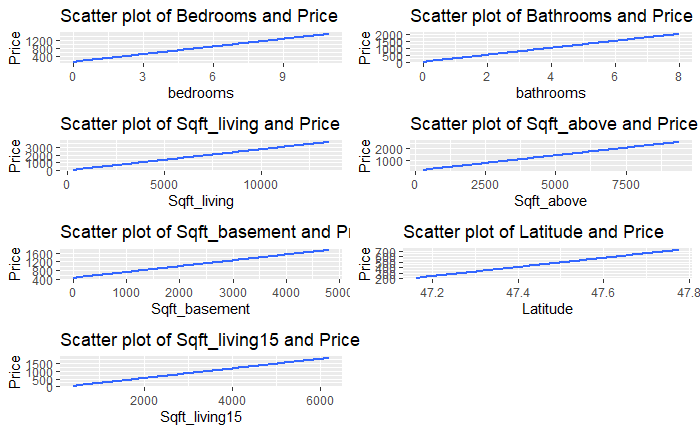 Scatter plot of Bedrooms and Price
Price
1200
800
400
0 3 6 9
bedrooms
Scatter plot of Bathrooms and Price
Price
2000
1500
1000
500
0
0 2 4 6 8
bathrooms
Scatter plot of Sqft_living and Price
Price
3000
2000
1000
0
0 5000 10000
Sqft_living
Scatter plot of Sqft_above and Price
Price
2000
1000
2500 5000 7500
0
Sqft_above
Scatter plot of Sqft_basement and Pr
Price
1600
1200
800
400
0 1000 2000 3000 4000 5000
Sqft_basement
Scatter plot of Latitude and Price
Price
700
600
500
400
300
200
47.2 47.4 47.6 47.8
Latitude
Scatter plot of Sqft_living15 and Price
Price
1500
1000
500
0
2000 4000 6000
Sqft_living15